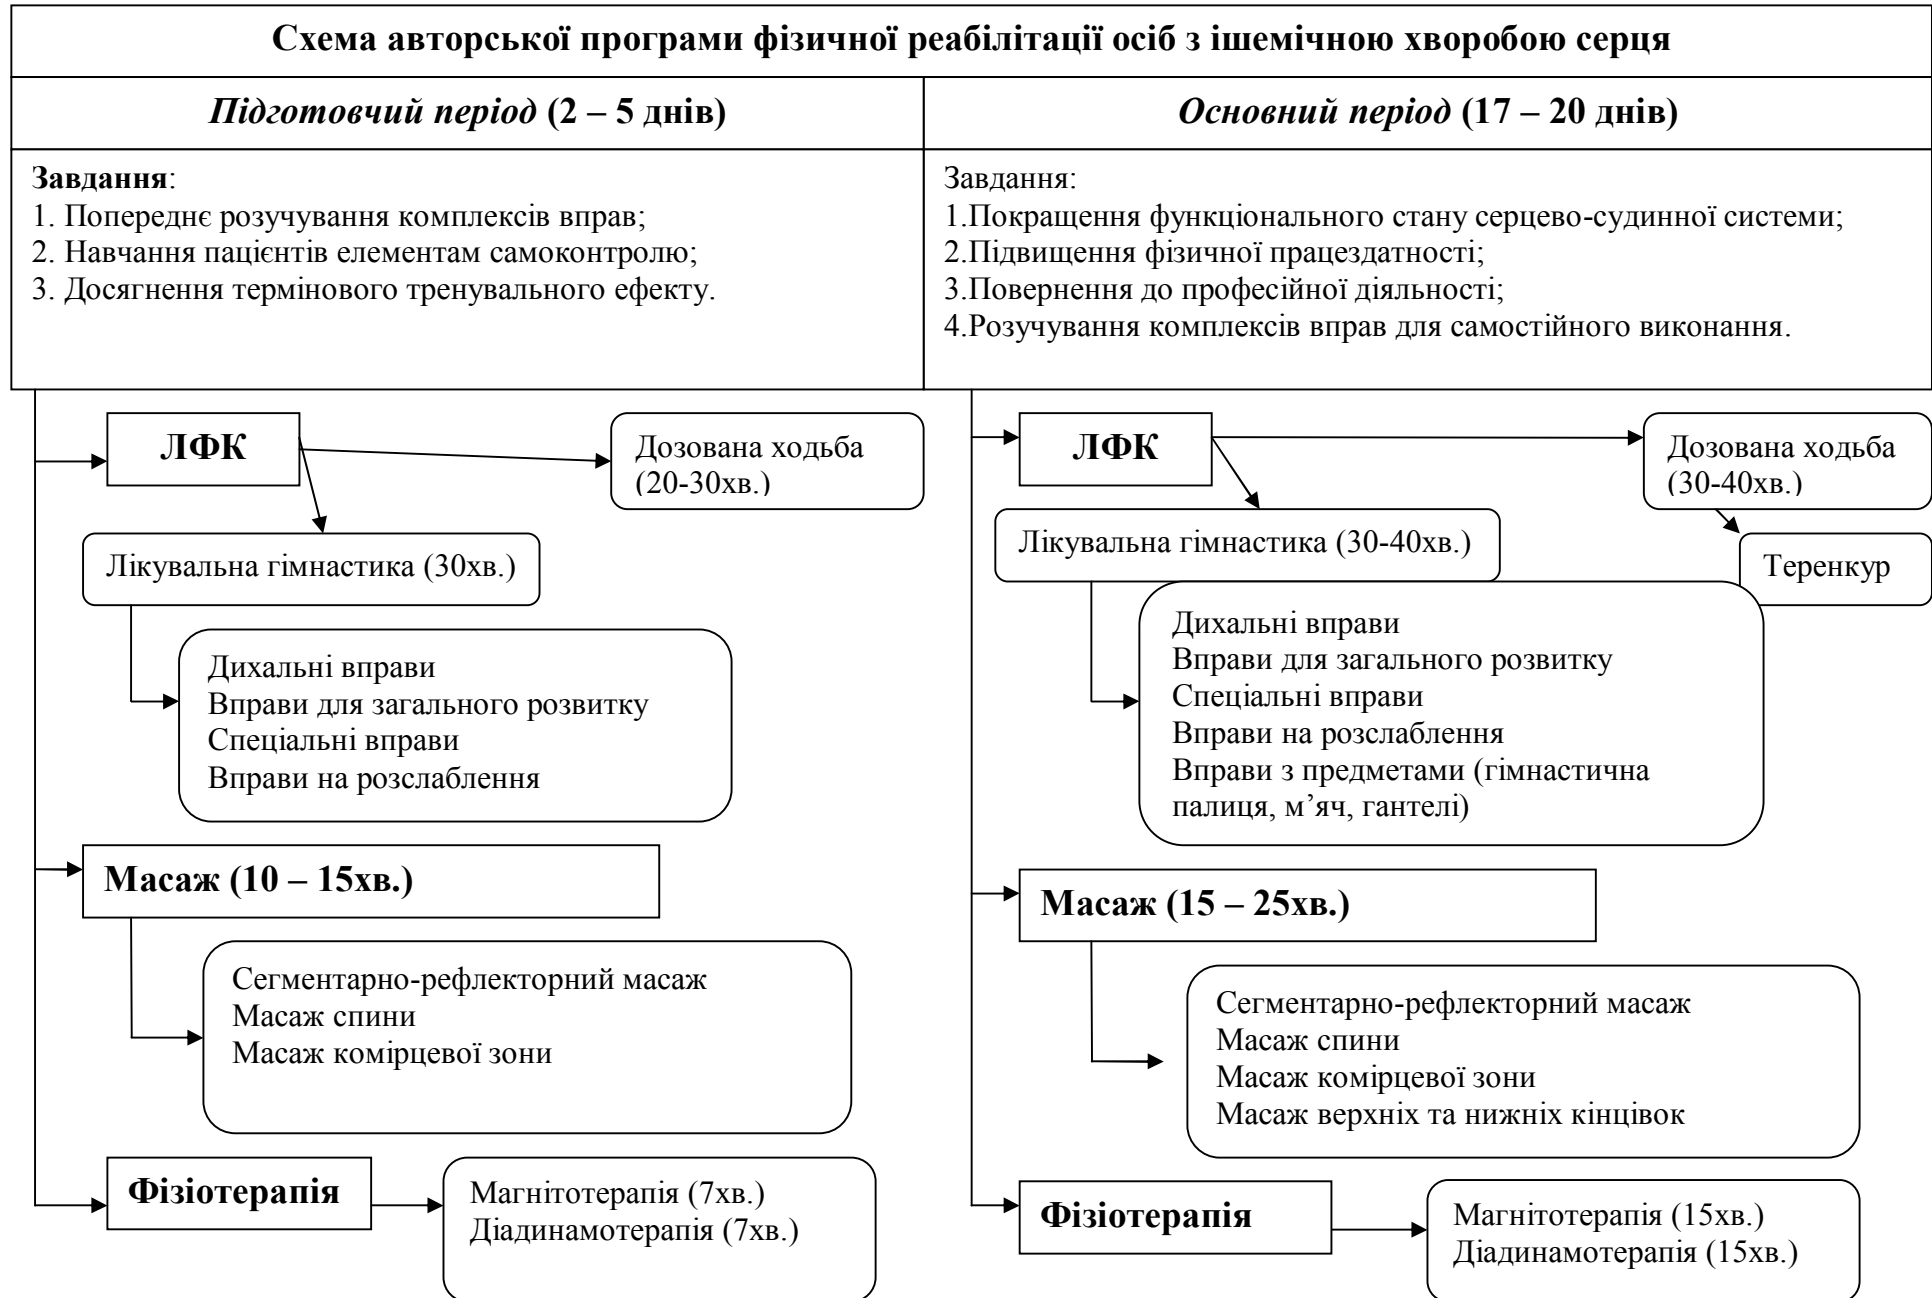 Схема авторської програми фізичної реабілітації осіб з ішемічною хворобою серця
Підготовчий період (2 – 5 днів)
Завдання:
1. Попереднє розучування комплексів вправ;
2. Навчання пацієнтів елементам самоконтролю;
3. Досягнення термінового тренувального ефекту.
ЛФК
Дозована ходьба
(20-30хв.)
Лікувальна гімнастика (30хв.)
Дихальні вправи
Вправи для загального розвитку
Спеціальні вправи
Вправи на розслаблення
Масаж (10 – 15хв.)
Сегментарно-рефлекторний масаж
Масаж спини
Масаж комірцевої зони
Фізіотерапія
Магнітотерапія (7хв.)
Діадинамотерапія (7хв.)
Основний період (17 – 20 днів)
Завдання:
1.Покращення функціонального стану серцево-судинної системи;
2.Підвищення фізичної працездатності;
3.Повернення до професійної діяльності;
4.Розучування комплексів вправ для самостійного виконання.
ЛФК
Дозована ходьба
(30-40хв.)
Лікувальна гімнастика (30-40хв.)
Теренкур
Дихальні вправи
Вправи для загального розвитку
Спеціальні вправи
Вправи на розслаблення
Вправи з предметами (гімнастична
палиця, м’яч, гантелі)
Масаж (15 – 25хв.)
Сегментарно-рефлекторний масаж
Масаж спини
Масаж комірцевої зони
Масаж верхніх та нижніх кінцівок
Фізіотерапія
Магнітотерапія (15хв.)
Діадинамотерапія (15хв.)